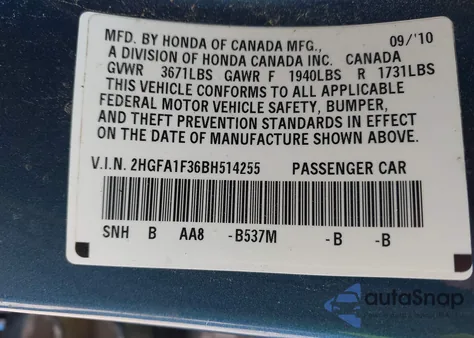 MFD. BY HONDA OF CANADA MFG., 09/'10
A DIVISION OF HONDA CANADA INC. CANADA
GVWR 3671LBS GAWR F 1940LBS R 1731LBS
THIS VEHICLE CONFORMS TO ALL APPLICABLE
FEDERAL MOTOR VEHICLE SAFETY, BUMPER,
AND THEFT PREVENTION STANDARDS IN EFFECT
ON THE DATE OF MANUFACTURE SHOWN ABOVE.
V.I.N. 2HGFA1F36BH514255 PASSENGER CAR
SNH B AA8 -B537M -B -B
autoSnap